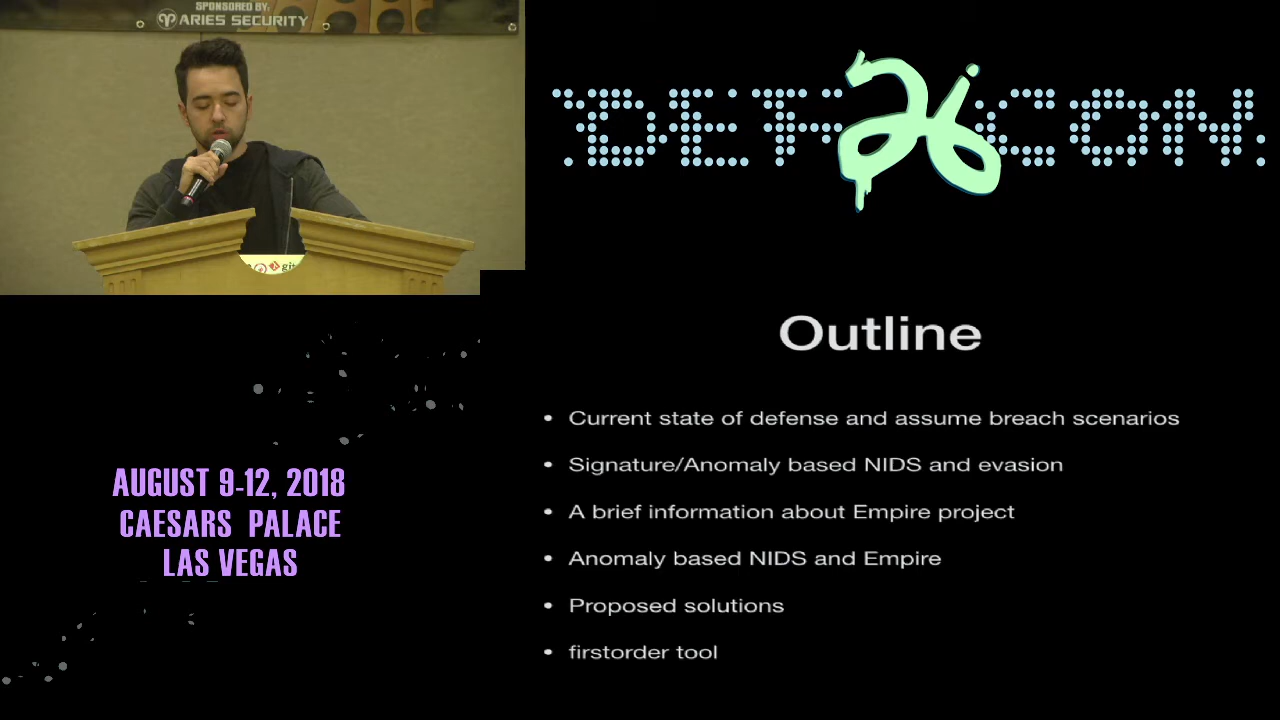 SPONSORED BY:
ARIES SECURITY
git
DEF 26 CON
AUGUST 9-12, 2018
CAESARS PALACE
LAS VEGAS
Outline
• Current state of defense and assume breach scenarios
• Signature/Anomaly based NIDS and evasion
• A brief information about Empire project
• Anomaly based NIDS and Empire
• Proposed solutions
• firstorder tool